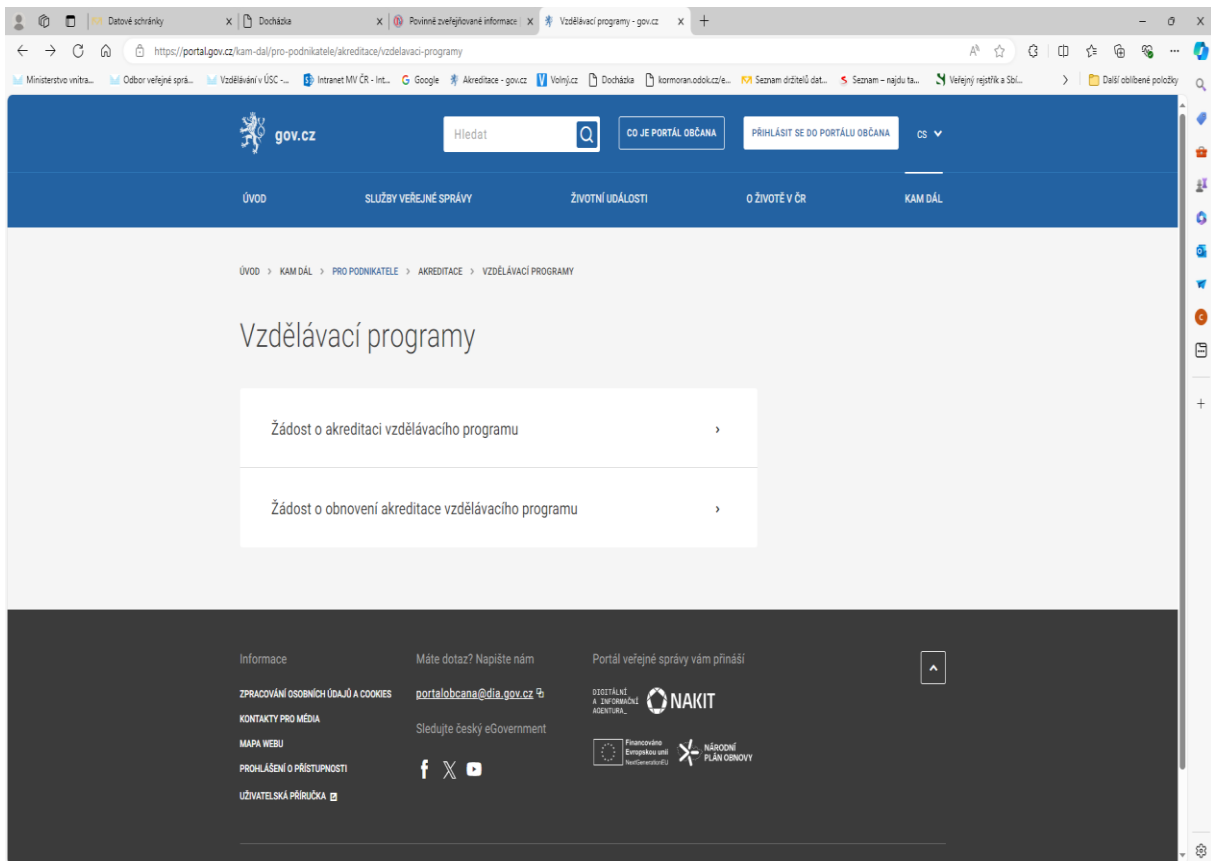 Datové schránky
Docházka
Povinně zveřejňované informace |
Vzdělávací programy - gov.cz
https://portal.gov.cz/kam-dal/pro-podnikatele/akreditace/vzdelavaci-programy
Ministerstvo vnitra...
Odbor veřejné sprá...
Vzdělávání v ÚSC -...
Intranet MV ČR - Int...
Google
Akreditace - gov.cz
Volný.cz
Docházka
kormoran.odok.cz/e...
Seznam držitelů dat...
Seznam – najdu ta...
Veřejný rejstřík a Sbí...
Další oblíbené položky
gov.cz
Hledat
CO JE PORTÁL OBČANA
PŘIHLÁSIT SE DO PORTÁLU OBČANA
CS
ÚVOD
SLUŽBY VEŘEJNÉ SPRÁVY
ŽIVOTNÍ UDÁLOSTI
O ŽIVOTĚ V ČR
KAM DÁL
ÚVOD > KAM DÁL > PRO PODNIKATELE > AKREDITACE > VZDĚLÁVACÍ PROGRAMY
Vzdělávací programy
Žádost o akreditaci vzdělávacího programu
Žádost o obnovení akreditace vzdělávacího programu
Informace
ZPRACOVÁNÍ OSOBNÍCH ÚDAJŮ A COOKIES
KONTAKTY PRO MÉDIA
MAPA WEBU
PROHLÁŠENÍ O PŘÍSTUPNOSTI
UŽIVATELSKÁ PŘÍRUČKA
Máte dotaz? Napište nám
portalobcana@dia.gov.cz
Sledujte český eGovernment
Portál veřejné správy vám přináší
DIGITÁLNÍ
A INFORMAČNÍ
AGENTURA_
NAKIT
Financováno
Evropskou unií
NextGenerationEU
NÁRODNÍ
PLÁN OBNOVY